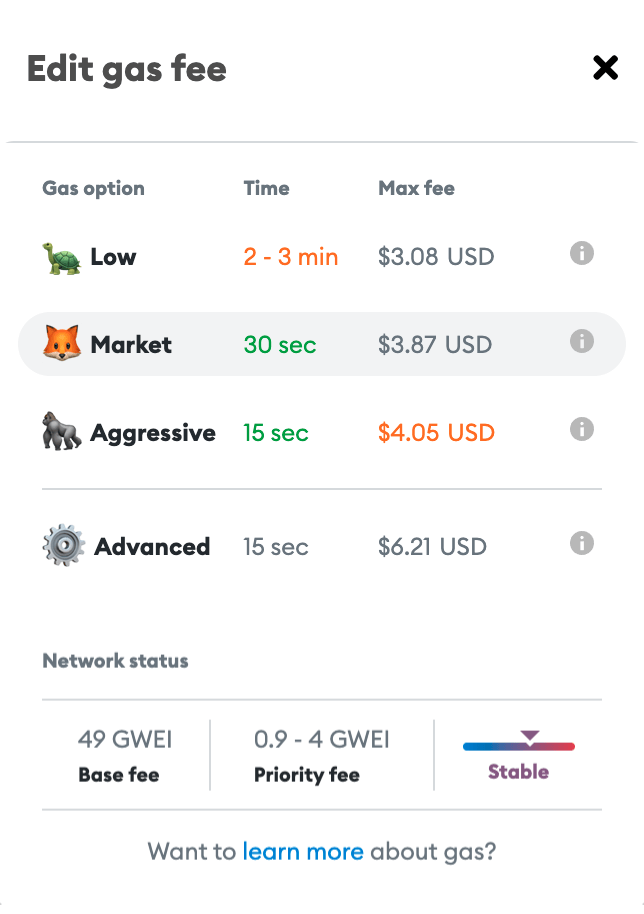 Edit gas fee
Gas option Time Max fee
Low 2 - 3 min $3.08 USD
Market 30 sec $3.87 USD
Aggressive 15 sec $4.05 USD
Advanced 15 sec $6.21 USD
Network status
49 GWEI 0.9 - 4 GWEI
Base fee Priority fee Stable
Want to learn more about gas?